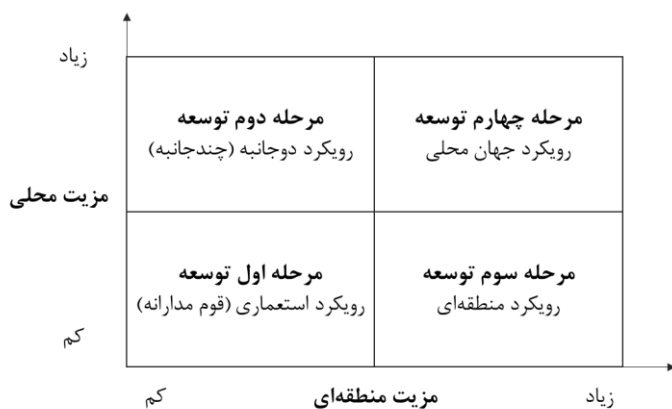 زیاد
مرحله چهارم توسعه
رویکرد جهان محلی
مرحله دوم توسعه
رویکرد دوجانبه (چندجانبه)
مزیت محلی
مرحله سوم توسعه
رویکرد منطقه‌ای
مرحله اول توسعه
رویکرد استعماری (قوم مدارانه)
کم
زیاد
مزیت منطقه‌ای
کم